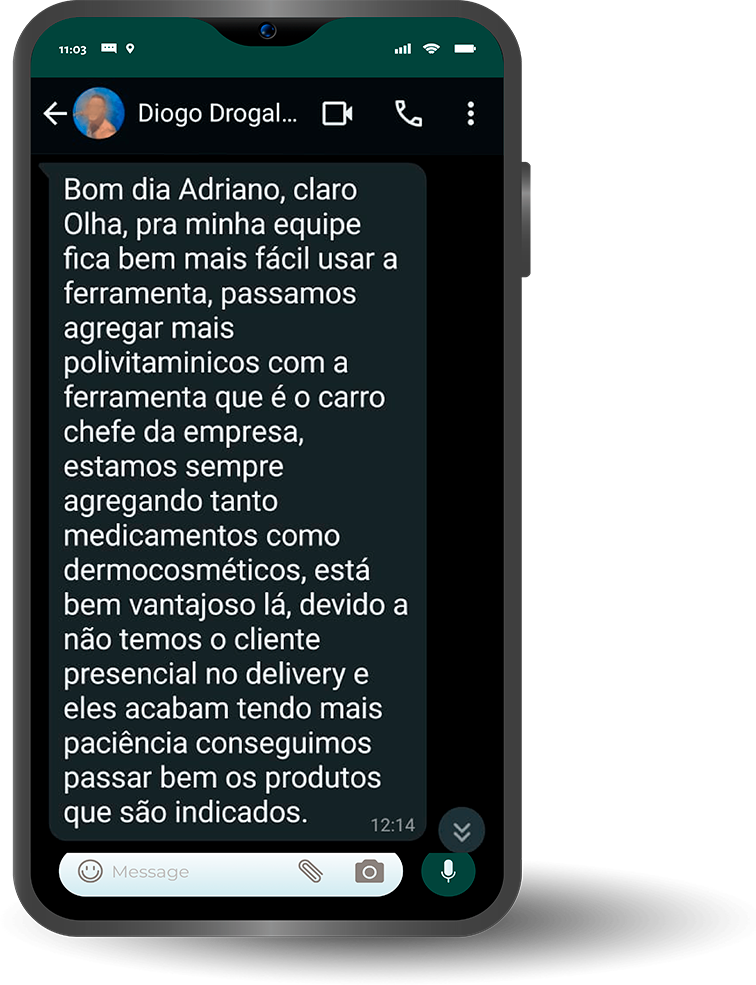 11:03
Diogo Drogal...
Bom dia Adriano, claro
Olha, pra minha equipe
fica bem mais fácil usar a
ferramenta, passamos
agregar mais
polivitaminicos com a
ferramenta que é o carro
chefe da empresa,
estamos sempre
agregando tanto
medicamentos como
dermocosméticos, está
bem vantajoso lá, devido a
não temos o cliente
presencial no delivery e
eles acabam tendo mais
paciência conseguimos
passar bem os produtos
que são indicados.
12:14
Message